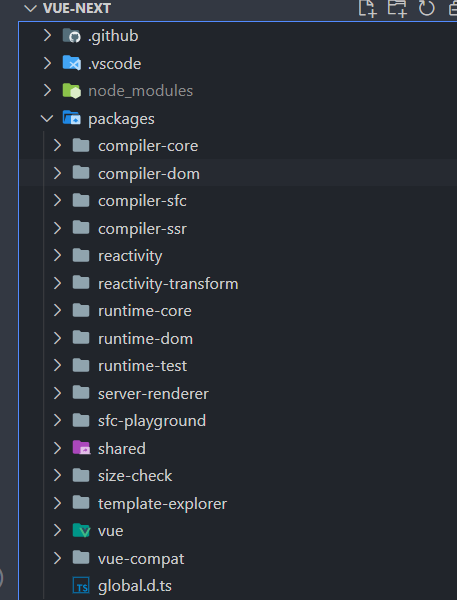 VUE-NEXT
.github
.vscode
node_modules
packages
compiler-core
compiler-dom
compiler-sfc
compiler-ssr
reactivity
reactivity-transform
runtime-core
runtime-dom
runtime-test
server-renderer
sfc-playground
shared
size-check
template-explorer
vue
vue-compat
TS global.d.ts